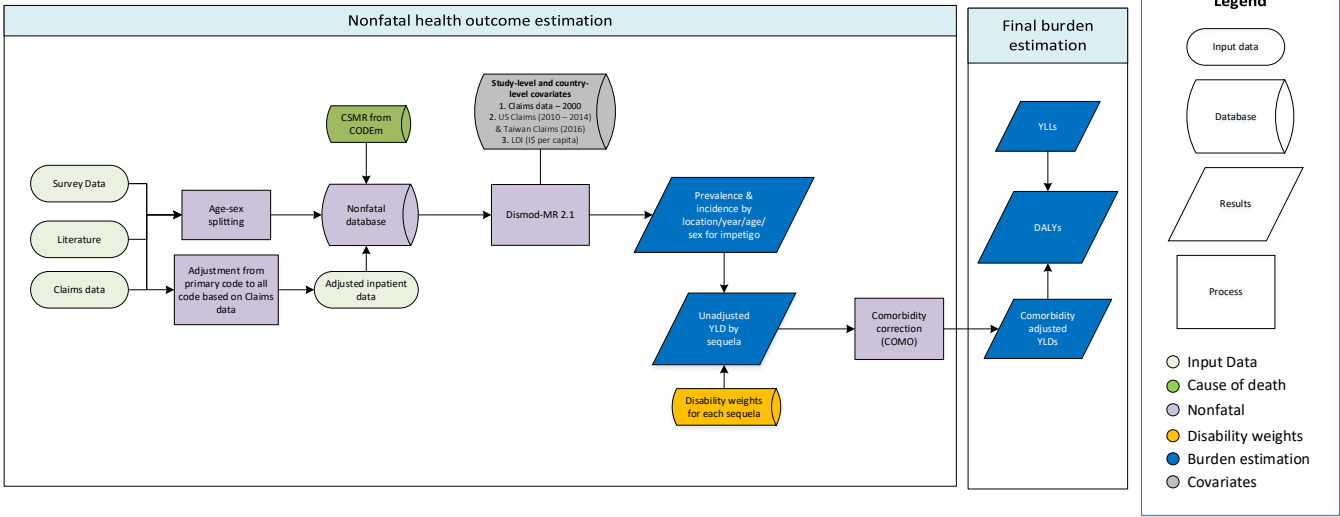 Nonfatal health outcome estimation
Final burden
estimation
Legend
Input data
Database
Results
Process
Input Data
Cause of death
Nonfatal
Disability weights
Burden estimation
Covariates
Survey Data
Literature
Claims data
Age-sex
splitting
Adjustment from
primary code to all
code based on Claims
data
CSMR from
CODEm
Nonfatal
database
Adjusted inpatient
data
Study-level and country-
level covariates
1. Claims data – 2000
2. US Claims (2010 – 2014)
& Taiwan Claims (2016)
3. LDI (I$ per capita)
Dismod-MR 2.1
Prevalence &
incidence by
location/year/age/
sex for impetigo
Unadjusted
YLD by
sequela
Disability weights
for each sequela
Comorbidity
correction
(COMO)
YLLs
DALYs
Comorbidity
adjusted
YLDs